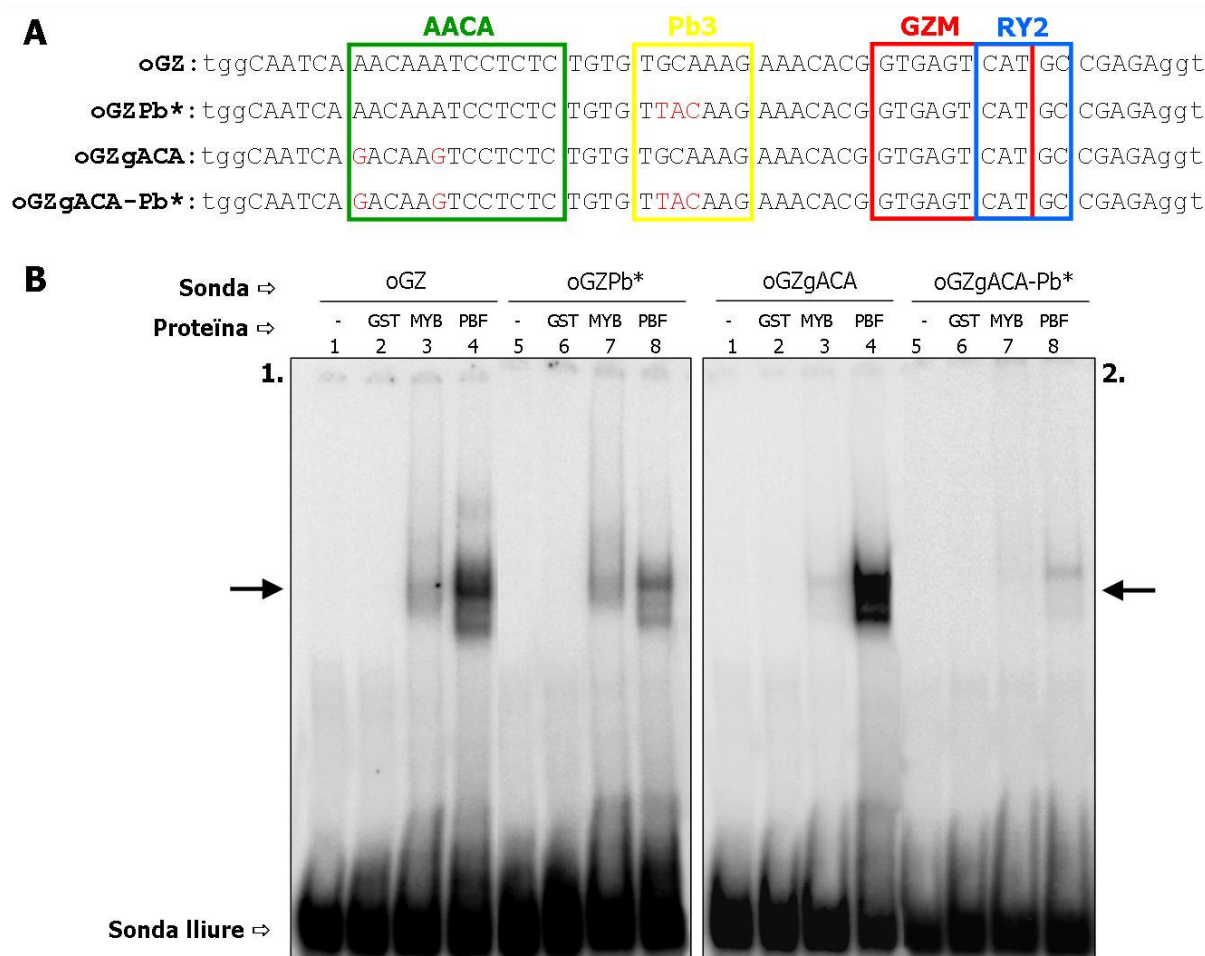 A
AACA Pb3 GZM RY2
oGZ: tggCAATCA AACAAATCCTCTC TGTG TGCAAAG AAACACG GTGAGT CAT GC CGAGAggt
oGZPb*: tggCAATCA AACAAATCCTCTC TGTG TTACAAG AAACACG GTGAGT CAT GC CGAGAggt
oGZgACA: tggCAATCA GACAAGTCCTCTC TGTG TGCAAAG AAACACG GTGAGT CAT GC CGAGAggt
oGZgACA-Pb*: tggCAATCA GACAAGTCCTCTC TGTG TTACAAG AAACACG GTGAGT CAT GC CGAGAggt
B
Sonda ⇨ oGZ oGZPb* oGZgACA oGZgACA-Pb*
Proteïna ⇨ - GST MYB PBF - GST MYB PBF - GST MYB PBF - GST MYB PBF
1 2 3 4 5 6 7 8 1 2 3 4 5 6 7 8
1. 2.
Sonda lliure ⇨